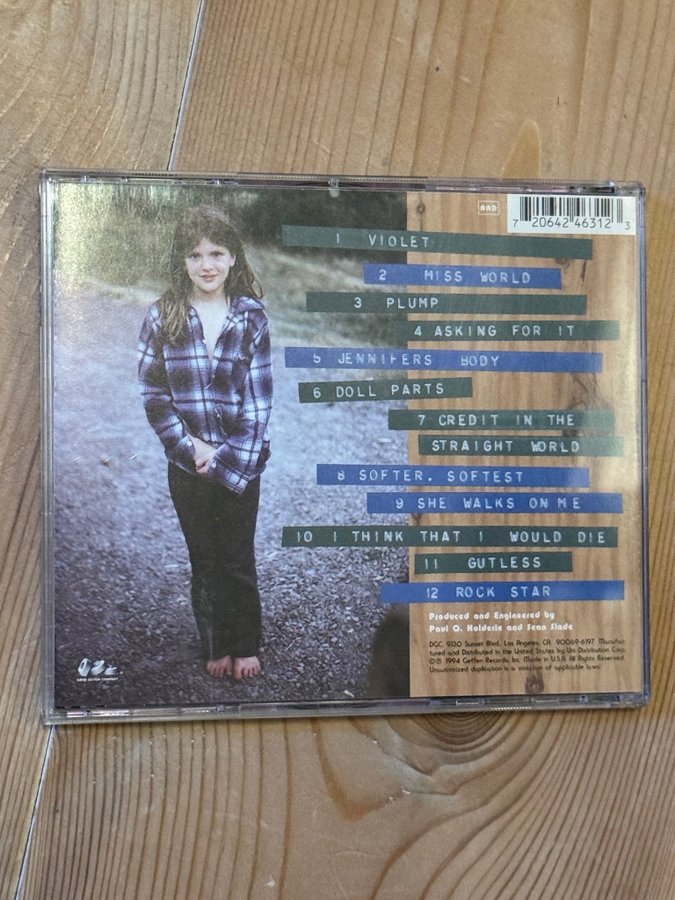 AAD
7 20642 46312 3
1 VIOLET
2 MISS WORLD
3 PLUMP
4 ASKING FOR IT
5 JENNIFERS BODY
6 DOLL PARTS
7 CREDIT IN THE
STRAIGHT WORLD
8 SOFTER, SOFTEST
9 SHE WALKS ON ME
10 I THINK THAT I WOULD DIE
11 GUTLESS
12 ROCK STAR
Produced and Engineered by
Paul Q. Kolderie and Sean Slade
DGC, 9130 Sunset Blvd., Los Angeles, CA 90069-6197. Manufac-
tured and Distributed in the United States by Uni Distribution Corp.
©℗ 1994 Geffen Records, Inc. Made in U.S.A. All Rights Reserved.
Unauthorized duplication is a violation of applicable laws.